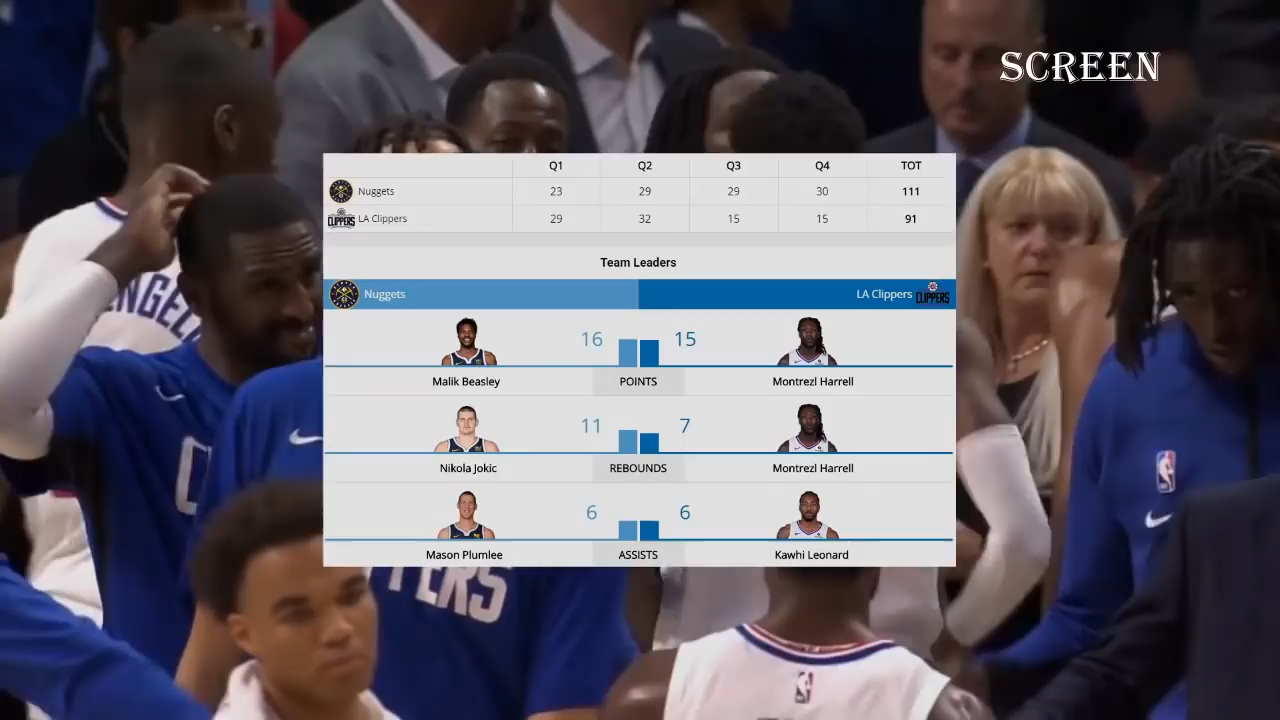 SCREEN
Q1 Q2 Q3 Q4 TOT
Nuggets 23 29 29 30 111
CLIPPERS LA Clippers 29 32 15 15 91
Team Leaders
Nuggets LA Clippers CLIPPERS
16 15
Malik Beasley POINTS Montrezl Harrell
11 7
Nikola Jokic REBOUNDS Montrezl Harrell
6 6
Mason Plumlee ASSISTS Kawhi Leonard